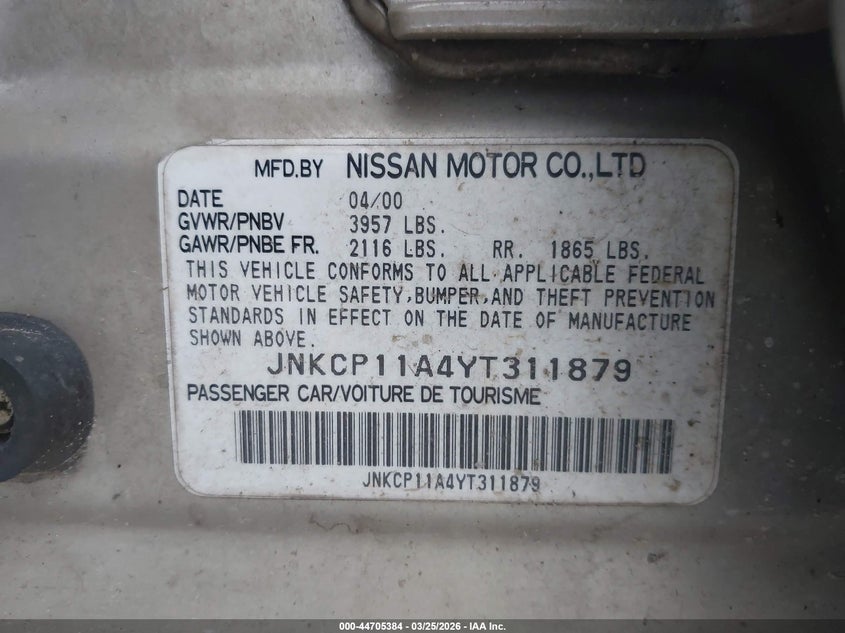 MFD.BY NISSAN MOTOR CO.,LTD
DATE 04/00
GVWR/PNBV 3957 LBS.
GAWR/PNBE FR. 2116 LBS. RR. 1865 LBS.
THIS VEHICLE CONFORMS TO ALL APPLICABLE FEDERAL
MOTOR VEHICLE SAFETY,BUMPER,AND THEFT PREVENTION
STANDARDS IN EFFECT ON THE DATE OF MANUFACTURE
SHOWN ABOVE.
JNKCP11A4YT311879
PASSENGER CAR/VOITURE DE TOURISME
JNKCP11A4YT311879
000-44705384 | 03/25/2026 - IAA Inc.